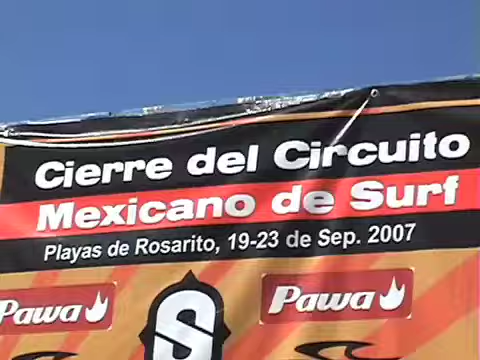 Cierre del Circuito
Mexicano de Surf
Playas de Rosarito, 19-23 de Sep. 2007
Pawa Pawa
S